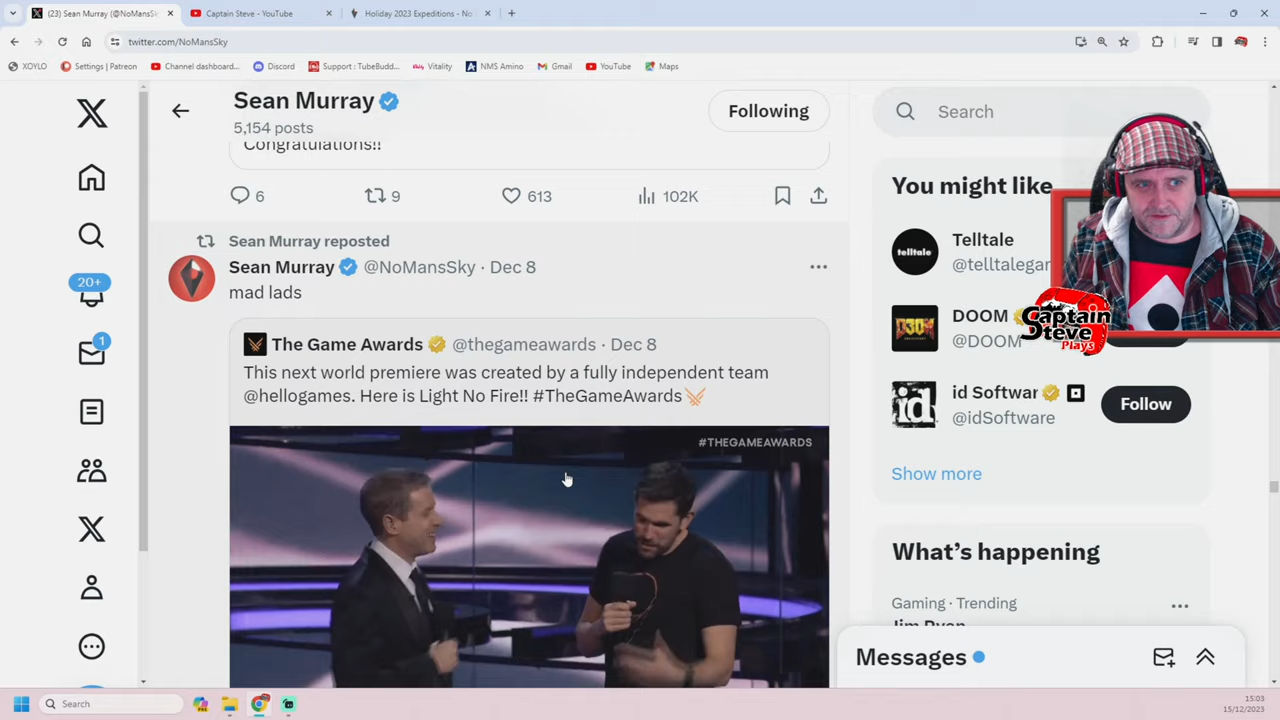 (23) Sean Murray (@NoMansSk
Captain Steve - YouTube
Holiday 2023 Expeditions - No
twitter.com/NoMansSky
XOYLO
Settings | Patreon
Channel dashboard...
Discord
Support : TubeBudd...
Vitality
NMS Amino
Gmail
YouTube
Maps
Sean Murray
5,154 posts
Following
Search
Congratulations!!
6
9
613
102K
You might like
Sean Murray reposted
Sean Murray @NoMansSky · Dec 8
mad lads
The Game Awards @thegameawards · Dec 8
This next world premiere was created by a fully independent team
@hellogames. Here is Light No Fire!! #TheGameAwards
#THEGAMEAWARDS
telltale
Telltale
@telltalegar
DOOM
@DOOM
id
id Softwar
@idSoftware
Follow
Show more
Captain
Steve
Plays
20+
1
What's happening
Gaming · Trending
Jim Ryan
Messages
Search
15:03
15/12/2023